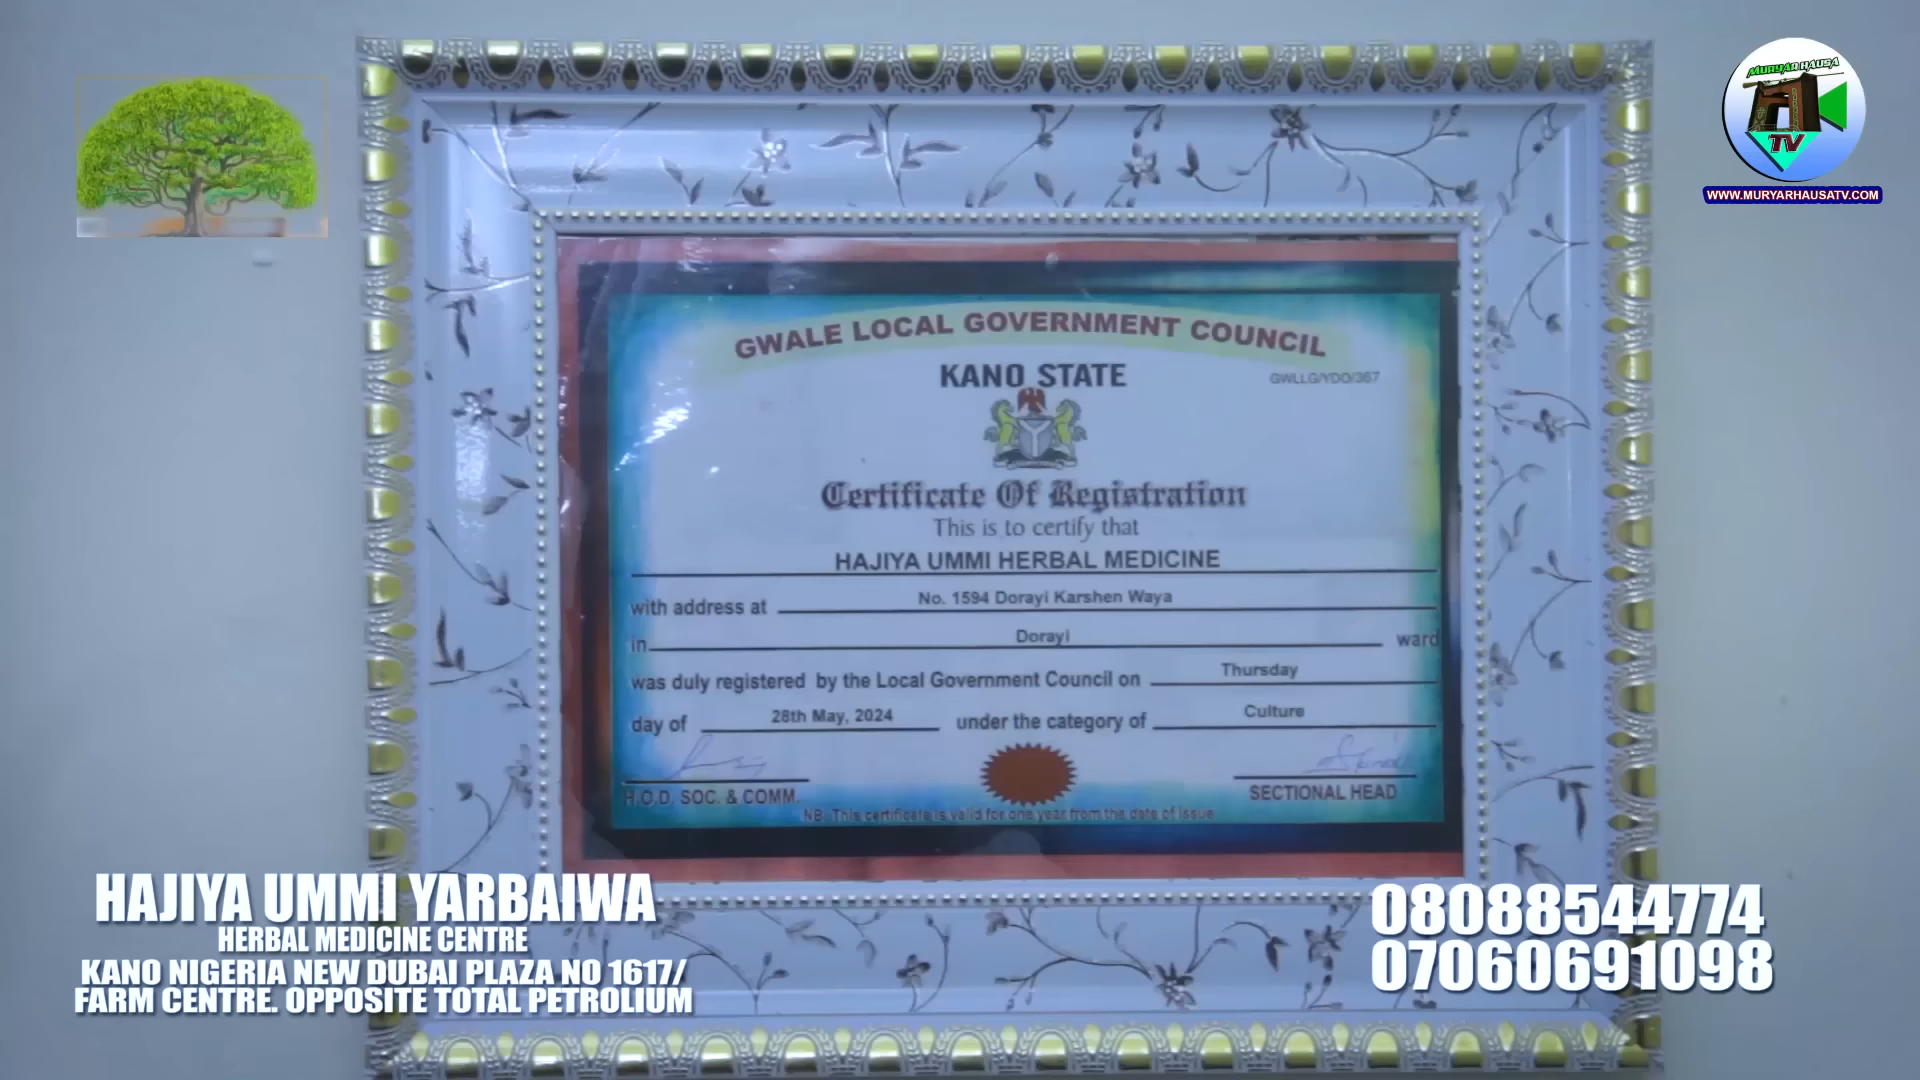 MURYAR HAUSA
TV
WWW.MURYARHAUSATV.COM
GWALE LOCAL GOVERNMENT COUNCIL
KANO STATE
GWLLG/YDO/367
Certificate Of Registration
This is to certify that
HAJIYA UMMI HERBAL MEDICINE
with address at No. 1594 Dorayi Karshen Waya
in Dorayi ward
was duly registered by the Local Government Council on Thursday
day of 28th May, 2024 under the category of Culture
H.O.D. SOC. & COMM. SECTIONAL HEAD
NB: This certificate is valid for one year from the date of issue
HAJIYA UMMI YARBAIWA
HERBAL MEDICINE CENTRE
KANO NIGERIA NEW DUBAI PLAZA NO 1617/
FARM CENTRE. OPPOSITE TOTAL PETROLIUM
08088544774
07060691098